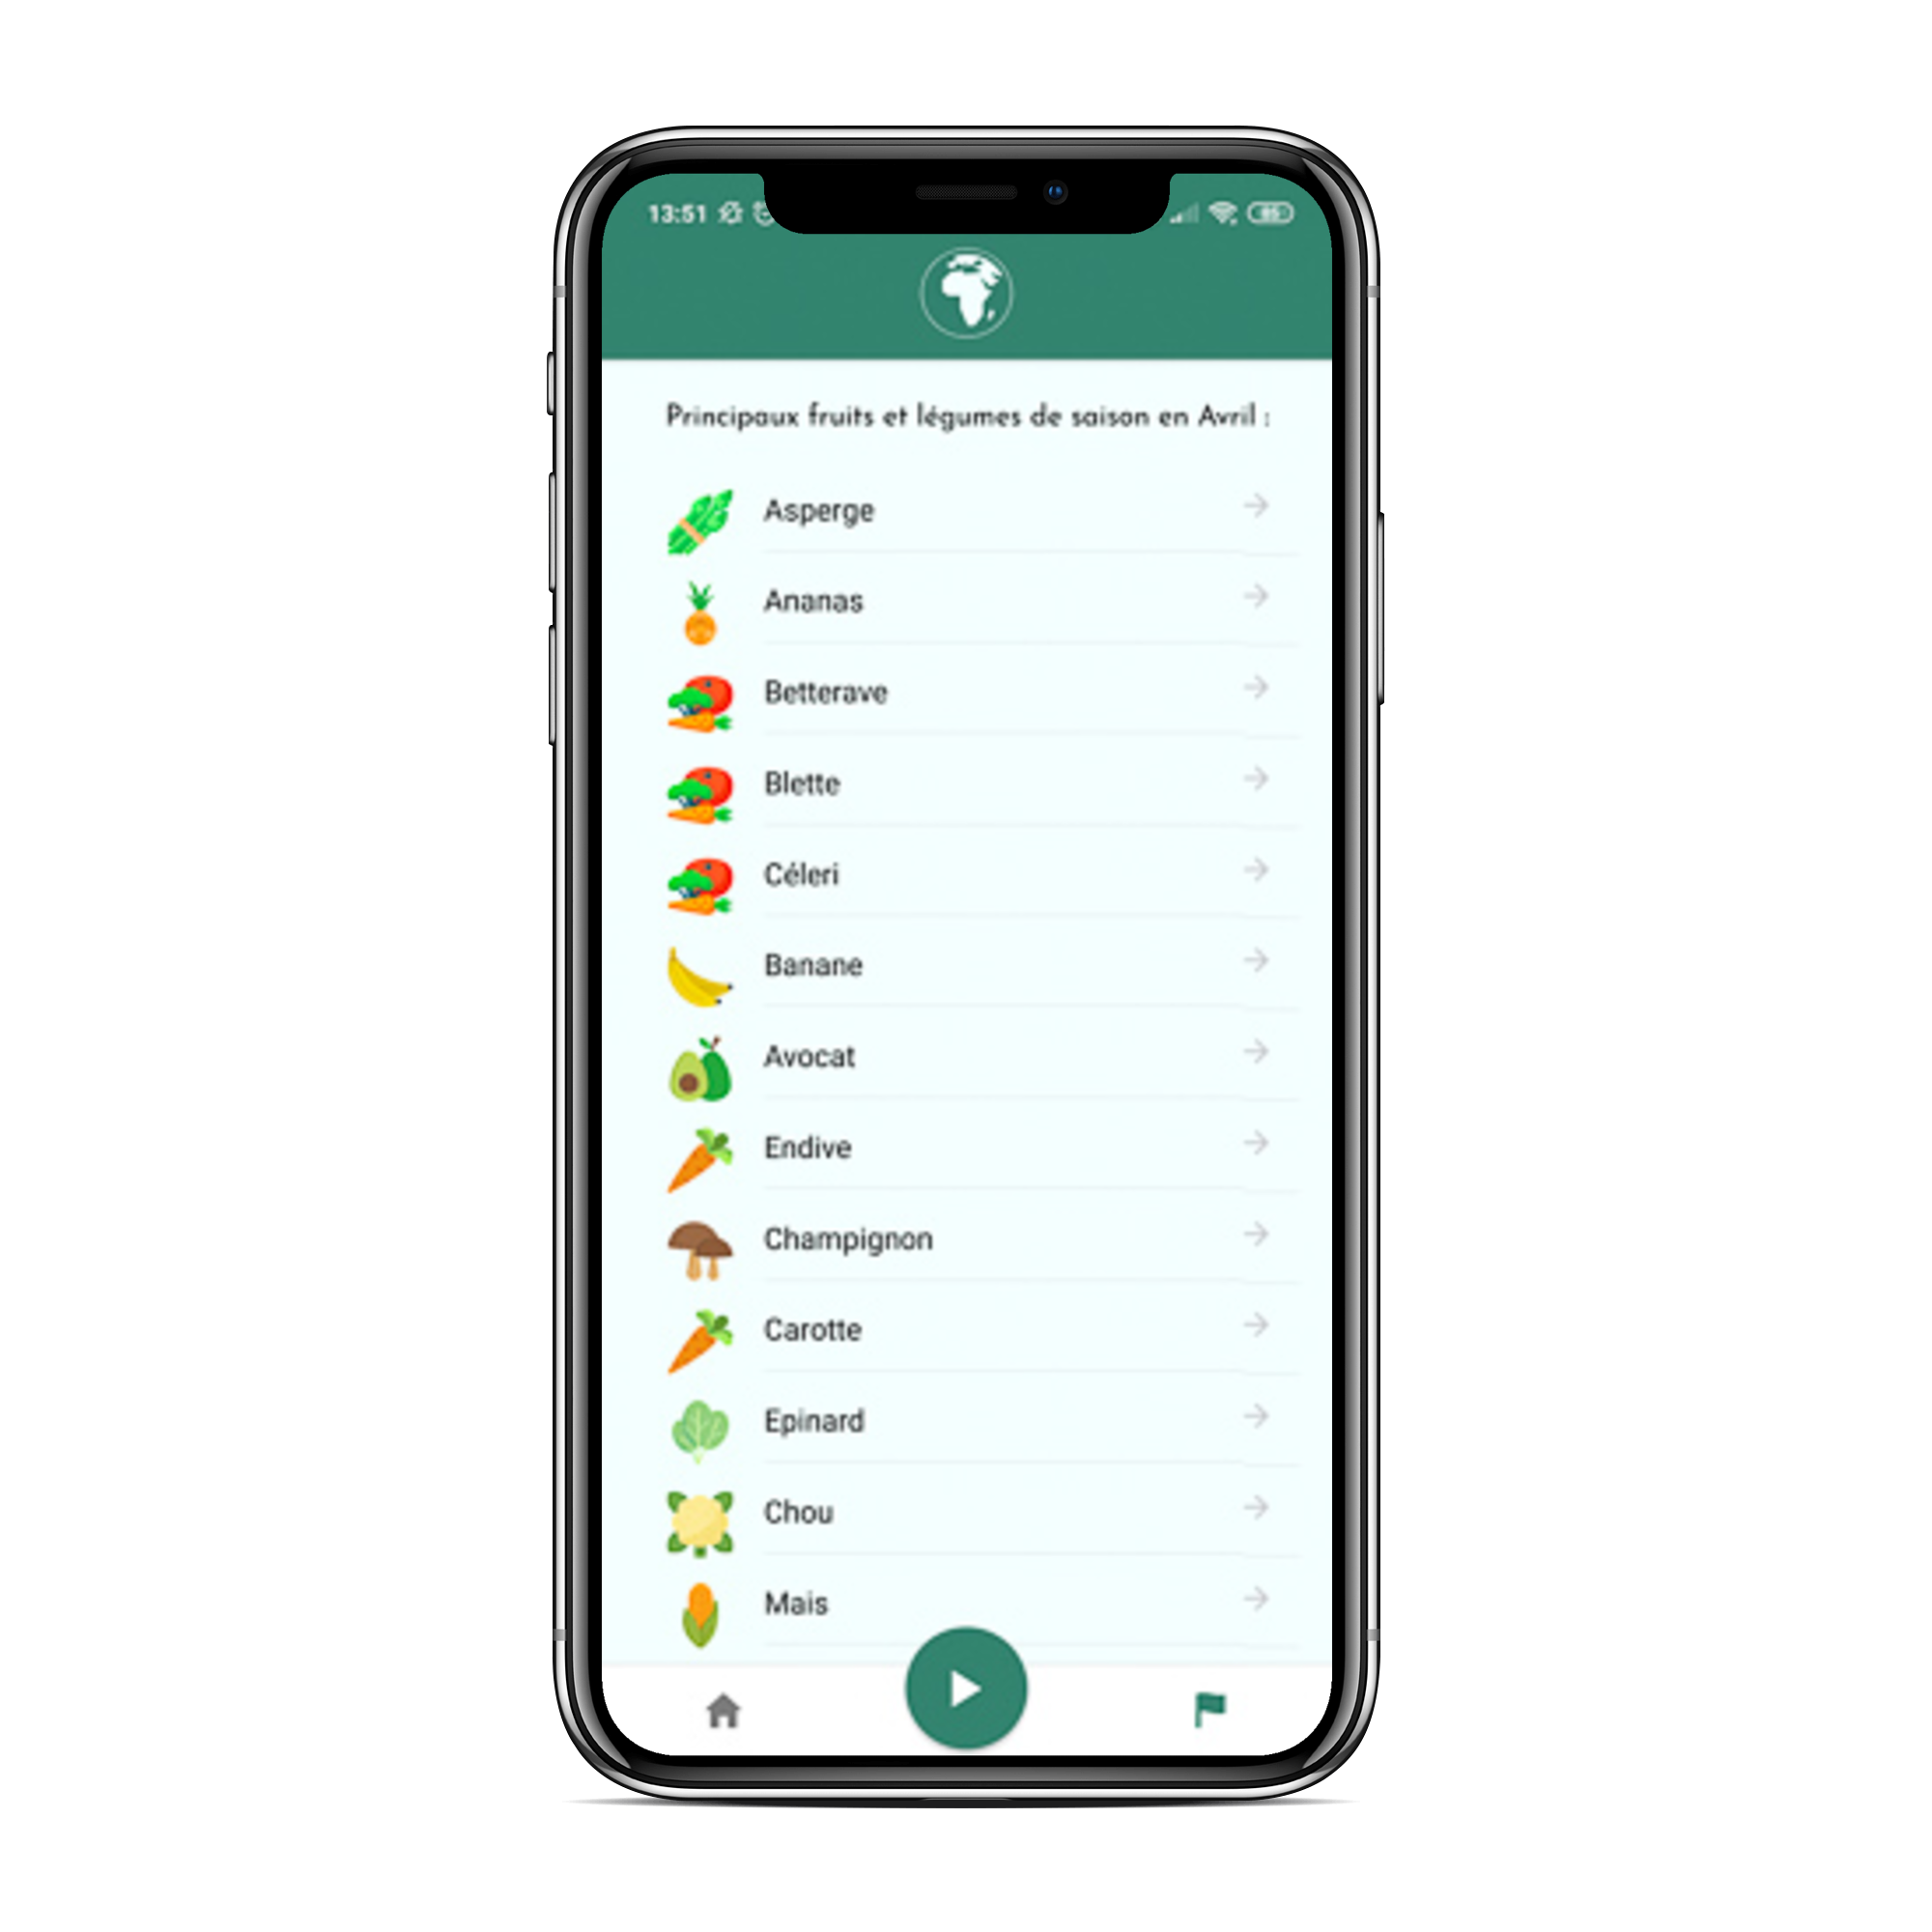 13:51
Principaux fruits et légumes de saison en Avril :
Asperge
Ananas
Betterave
Blette
Céleri
Banane
Avocat
Endive
Champignon
Carotte
Epinard
Chou
Mais